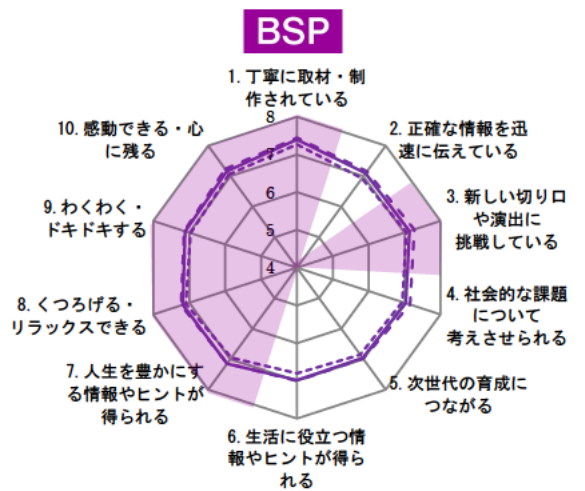 BSP
1. 丁寧に取材・制
作されている
2. 正確な情報を迅
速に伝えている
3. 新しい切り口
や演出に
挑戦している
4. 社会的な課題
について
考えさせられる
5. 次世代の育成に
つながる
6. 生活に役立つ情
報やヒントが得ら
れる
7. 人生を豊かにす
る情報やヒントが
得られる
8. くつろげる・
リラックスできる
9. わくわく・
ドキドキする
10. 感動できる・心
に残る
8
7
6
5
4